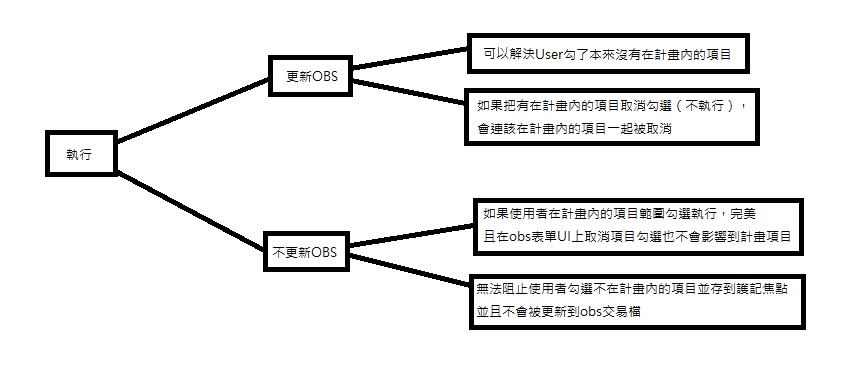 執行
更新OBS
可以解決User勾了本來沒有在計畫內的項目
如果把有在計畫內的項目取消勾選（不執行），
會連該在計畫內的項目一起被取消
不更新OBS
如果使用者在計畫內的項目範圍勾選執行，完美
且在obs表單UI上取消項目勾選也不會影響到計畫項目
無法阻止使用者勾選不在計畫內的項目並存到護記焦點
並且不會被更新到obs交易檔